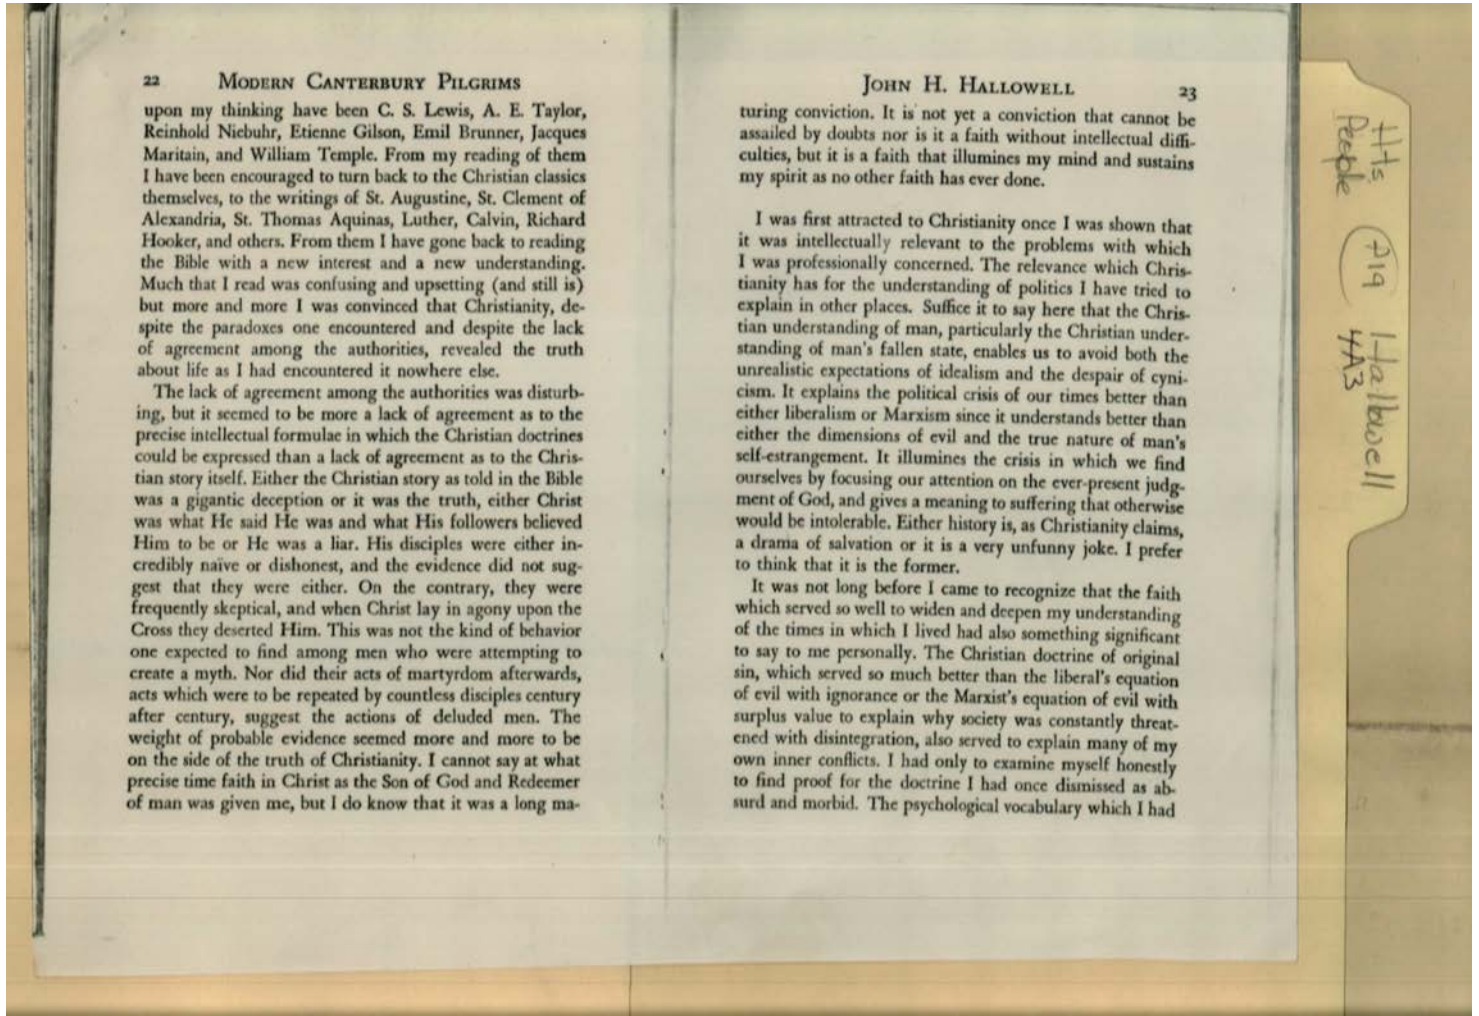 22 MODERN CANTERBURY PILGRIMS
upon my thinking have been C. S. Lewis, A. E. Taylor,
Reinhold Niebuhr, Etienne Gilson, Emil Brunner, Jacques
Maritain, and William Temple. From my reading of them
I have been encouraged to turn back to the Christian classics
themselves, to the writings of St. Augustine, St. Clement of
Alexandria, St. Thomas Aquinas, Luther, Calvin, Richard
Hooker, and others. From them I have gone back to reading
the Bible with a new interest and a new understanding.
Much that I read was confusing and upsetting (and still is)
but more and more I was convinced that Christianity, de-
spite the paradoxes one encountered and despite the lack
of agreement among the authorities, revealed the truth
about life as I had encountered it nowhere else.
The lack of agreement among the authorities was disturb-
ing, but it seemed to be more a lack of agreement as to the
precise intellectual formulae in which the Christian doctrines
could be expressed than a lack of agreement as to the Chris-
tian story itself. Either the Christian story as told in the Bible
was a gigantic deception or it was the truth, either Christ
was what He said He was and what His followers believed
Him to be or He was a liar. His disciples were either in-
credibly naïve or dishonest, and the evidence did not sug-
gest that they were either. On the contrary, they were
frequently skeptical, and when Christ lay in agony upon the
Cross they deserted Him. This was not the kind of behavior
one expected to find among men who were attempting to
create a myth. Nor did their acts of martyrdom afterwards,
acts which were to be repeated by countless disciples century
after century, suggest the actions of deluded men. The
weight of probable evidence seemed more and more to be
on the side of the truth of Christianity. I cannot say at what
precise time faith in Christ as the Son of God and Redeemer
of man was given me, but I do know that it was a long ma-
JOHN H. HALLOWELL 23
turing conviction. It is not yet a conviction that cannot be
assailed by doubts nor is it a faith without intellectual diffi-
culties, but it is a faith that illumines my mind and sustains
my spirit as no other faith has ever done.
I was first attracted to Christianity once I was shown that
it was intellectually relevant to the problems with which
I was professionally concerned. The relevance which Chris-
tianity has for the understanding of politics I have tried to
explain in other places. Suffice it to say here that the Chris-
tian understanding of man, particularly the Christian under-
standing of man's fallen state, enables us to avoid both the
unrealistic expectations of idealism and the despair of cyni-
cism. It explains the political crisis of our times better than
either liberalism or Marxism since it understands better than
either the dimensions of evil and the true nature of man's
self-estrangement. It illumines the crisis in which we find
ourselves by focusing our attention on the ever-present judg-
ment of God, and gives a meaning to suffering that otherwise
would be intolerable. Either history is, as Christianity claims,
a drama of salvation or it is a very unfunny joke. I prefer
to think that it is the former.
It was not long before I came to recognize that the faith
which served so well to widen and deepen my understanding
of the times in which I lived had also something significant
to say to me personally. The Christian doctrine of original
sin, which served so much better than the liberal's equation
of evil with ignorance or the Marxist's equation of evil with
surplus value to explain why society was constantly threat-
ened with disintegration, also served to explain many of my
own inner conflicts. I had only to examine myself honestly
to find proof for the doctrine I had once dismissed as ab-
surd and morbid. The psychological vocabulary which I had
Hallowell
People
4A3